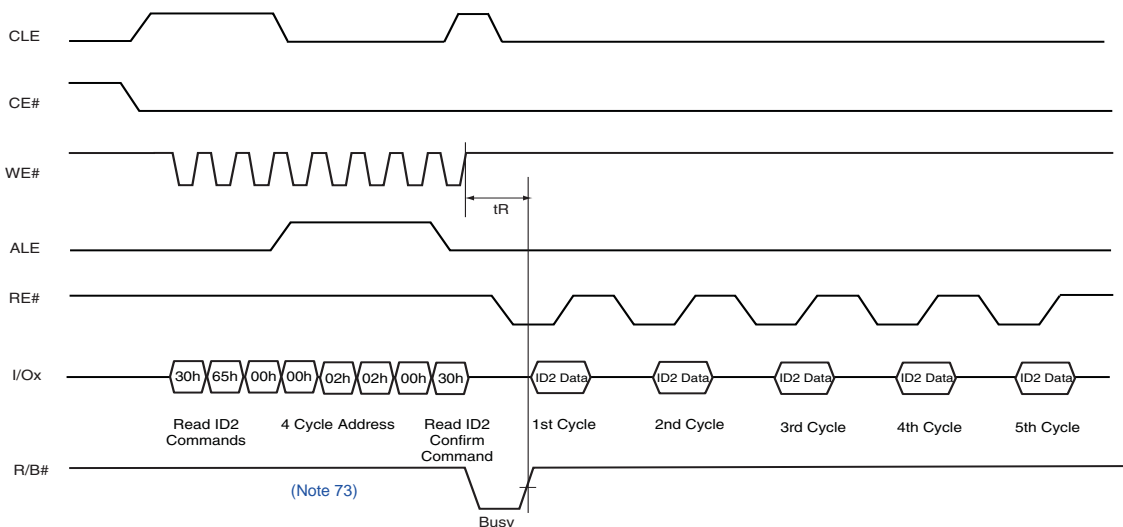 CLE
CE#
WE#
tR
ALE
RE#
I/Ox
30h 65h 00h 00h 02h 02h 00h 30h ID2 Data ID2 Data ID2 Data ID2 Data ID2 Data
Read ID2 Commands
4 Cycle Address
Read ID2 Confirm Command
1st Cycle
2nd Cycle
3rd Cycle
4th Cycle
5th Cycle
R/B#
(Note 73)
Busy